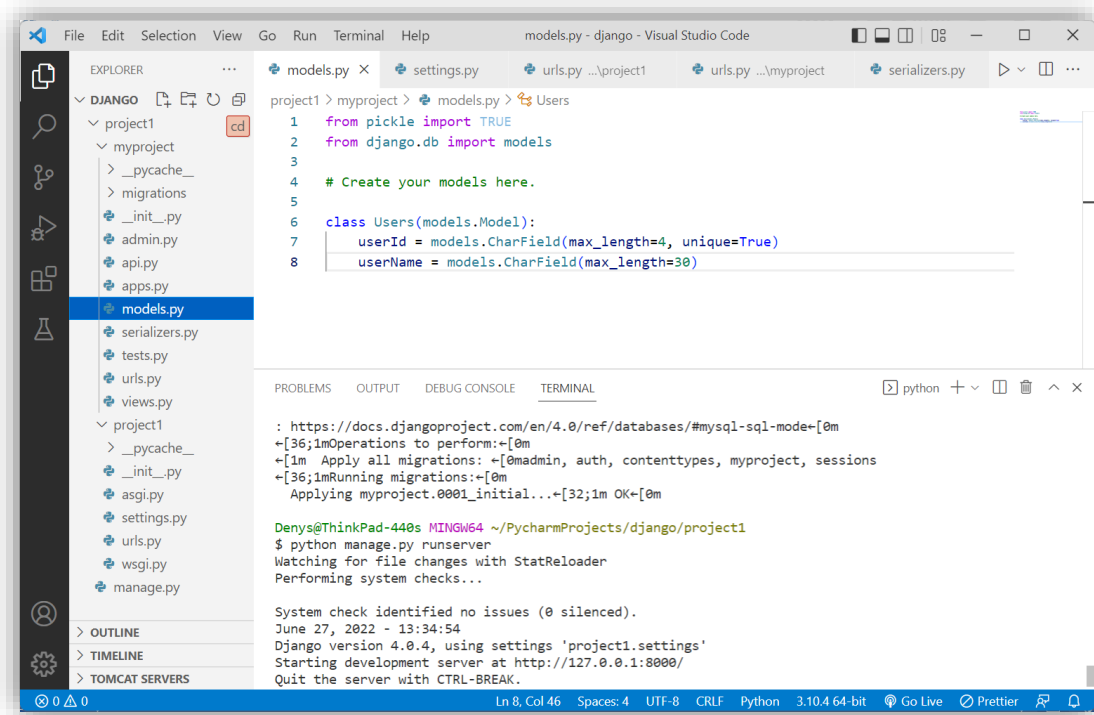 File Edit Selection View Go Run Terminal Help models.py - django - Visual Studio Code
EXPLORER
models.py settings.py urls.py ...\project1 urls.py ...\myproject serializers.py
DJANGO
project1 > myproject > models.py > Users
project1 cd
myproject
__pycache__
migrations
__init__.py
admin.py
api.py
apps.py
models.py
serializers.py
tests.py
urls.py
views.py
project1
__pycache__
__init__.py
asgi.py
settings.py
urls.py
wsgi.py
manage.py
OUTLINE
TIMELINE
TOMCAT SERVERS
1 from pickle import TRUE
2 from django.db import models
3
4 # Create your models here.
5
6 class Users(models.Model):
7 userId = models.CharField(max_length=4, unique=True)
8 userName = models.CharField(max_length=30)
PROBLEMS OUTPUT DEBUG CONSOLE TERMINAL python
: https://docs.djangoproject.com/en/4.0/ref/databases/#mysql-sql-mode←[0m
←[36;1mOperations to perform:←[0m
←[1m  Apply all migrations: ←[0madmin, auth, contenttypes, myproject, sessions
←[36;1mRunning migrations:←[0m
  Applying myproject.0001_initial...←[32;1m OK←[0m
Denys@ThinkPad-440s MINGW64 ~/PycharmProjects/django/project1
$ python manage.py runserver
Watching for file changes with StatReloader
Performing system checks...
System check identified no issues (0 silenced).
June 27, 2022 - 13:34:54
Django version 4.0.4, using settings 'project1.settings'
Starting development server at http://127.0.0.1:8000/
Quit the server with CTRL-BREAK.
0 0 Ln 8, Col 46 Spaces: 4 UTF-8 CRLF Python 3.10.4 64-bit Go Live Prettier